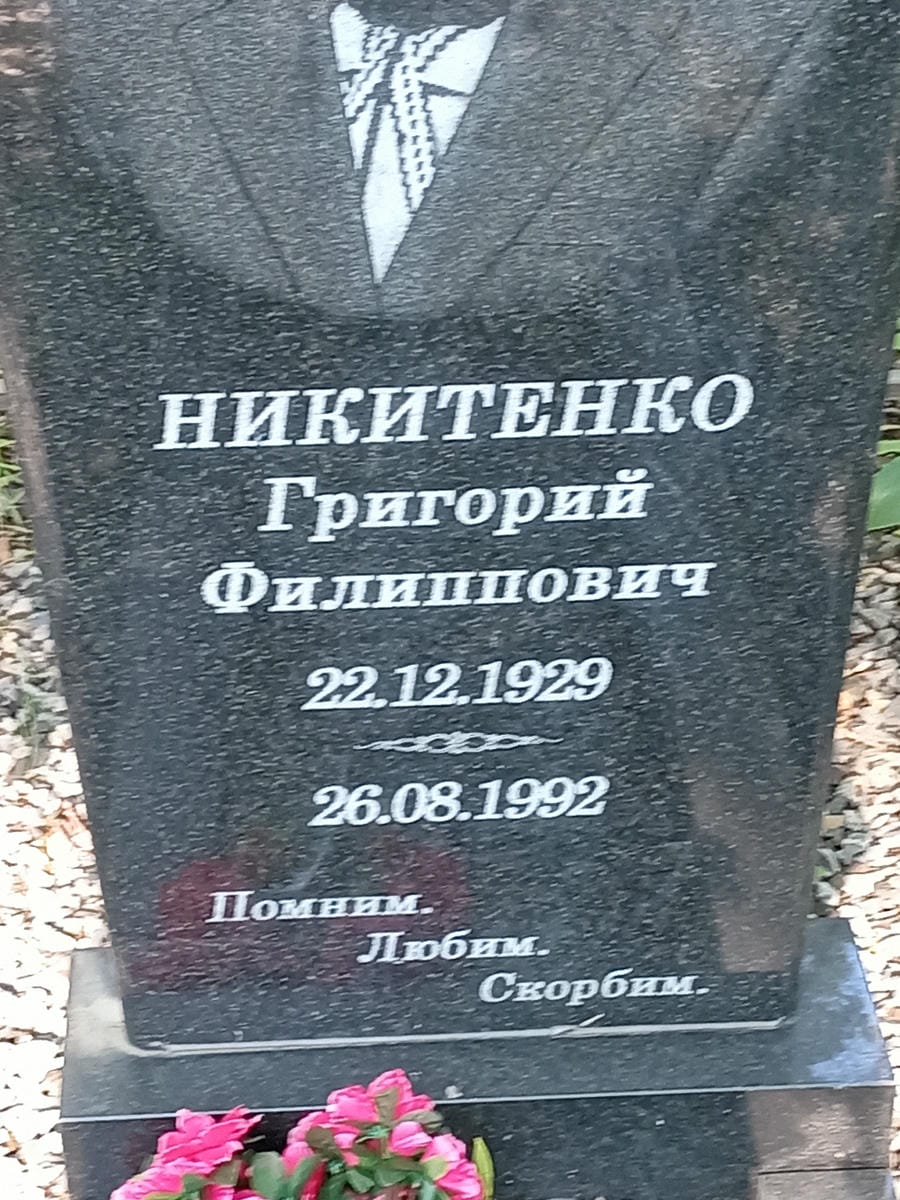 НИКИТЕНКО
Григорий
Филиппович
22.12.1929
26.08.1992
Помним.
Любим.
Скорбим.